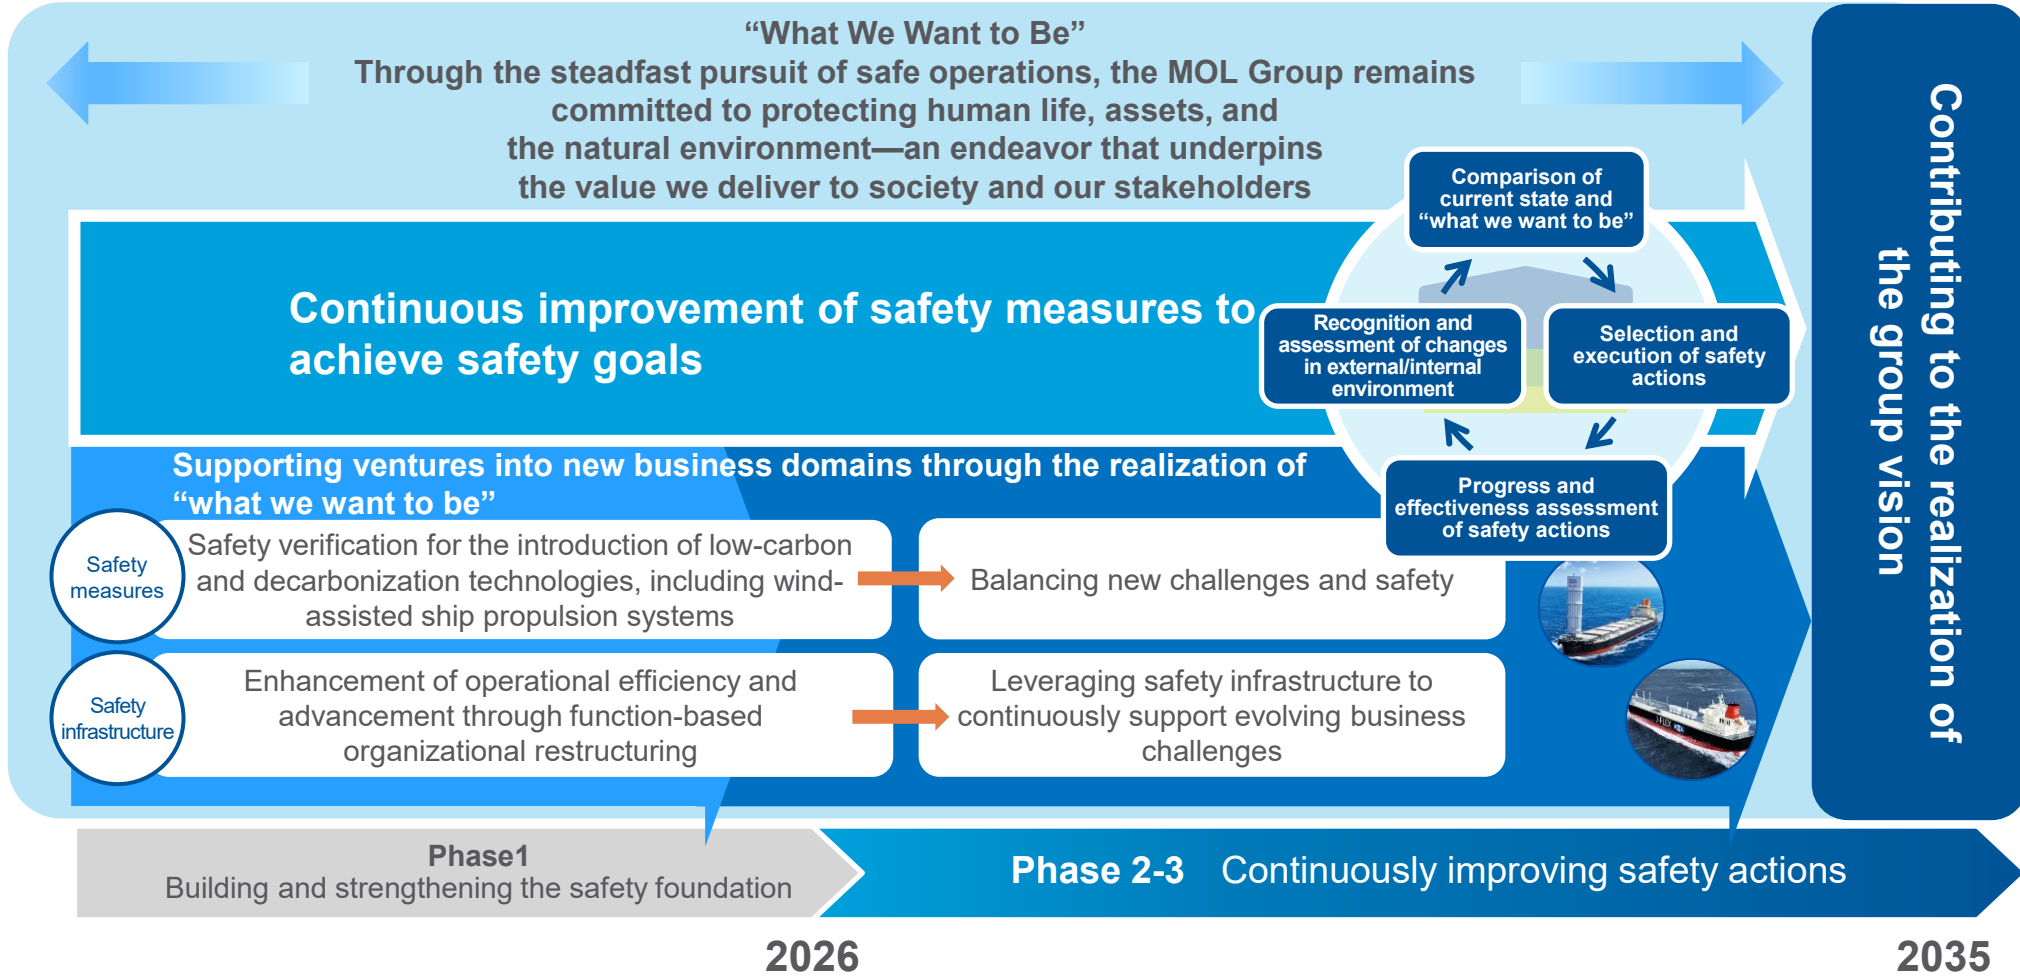 “What We Want to Be”
Through the steadfast pursuit of safe operations, the MOL Group remains
committed to protecting human life, assets, and
the natural environment—an endeavor that underpins
the value we deliver to society and our stakeholders
Continuous improvement of safety measures to
achieve safety goals
Comparison of
current state and
“what we want to be”
Selection and
execution of safety
actions
Progress and
effectiveness assessment
of safety actions
Recognition and
assessment of changes
in external/internal
environment
Supporting ventures into new business domains through the realization of
“what we want to be”
Safety
measures
Safety verification for the introduction of low-carbon
and decarbonization technologies, including wind-
assisted ship propulsion systems
Balancing new challenges and safety
Safety
infrastructure
Enhancement of operational efficiency and
advancement through function-based
organizational restructuring
Leveraging safety infrastructure to
continuously support evolving business
challenges
Contributing to the realization of
the group vision
Phase1
Building and strengthening the safety foundation
Phase 2-3 Continuously improving safety actions
2026
2035